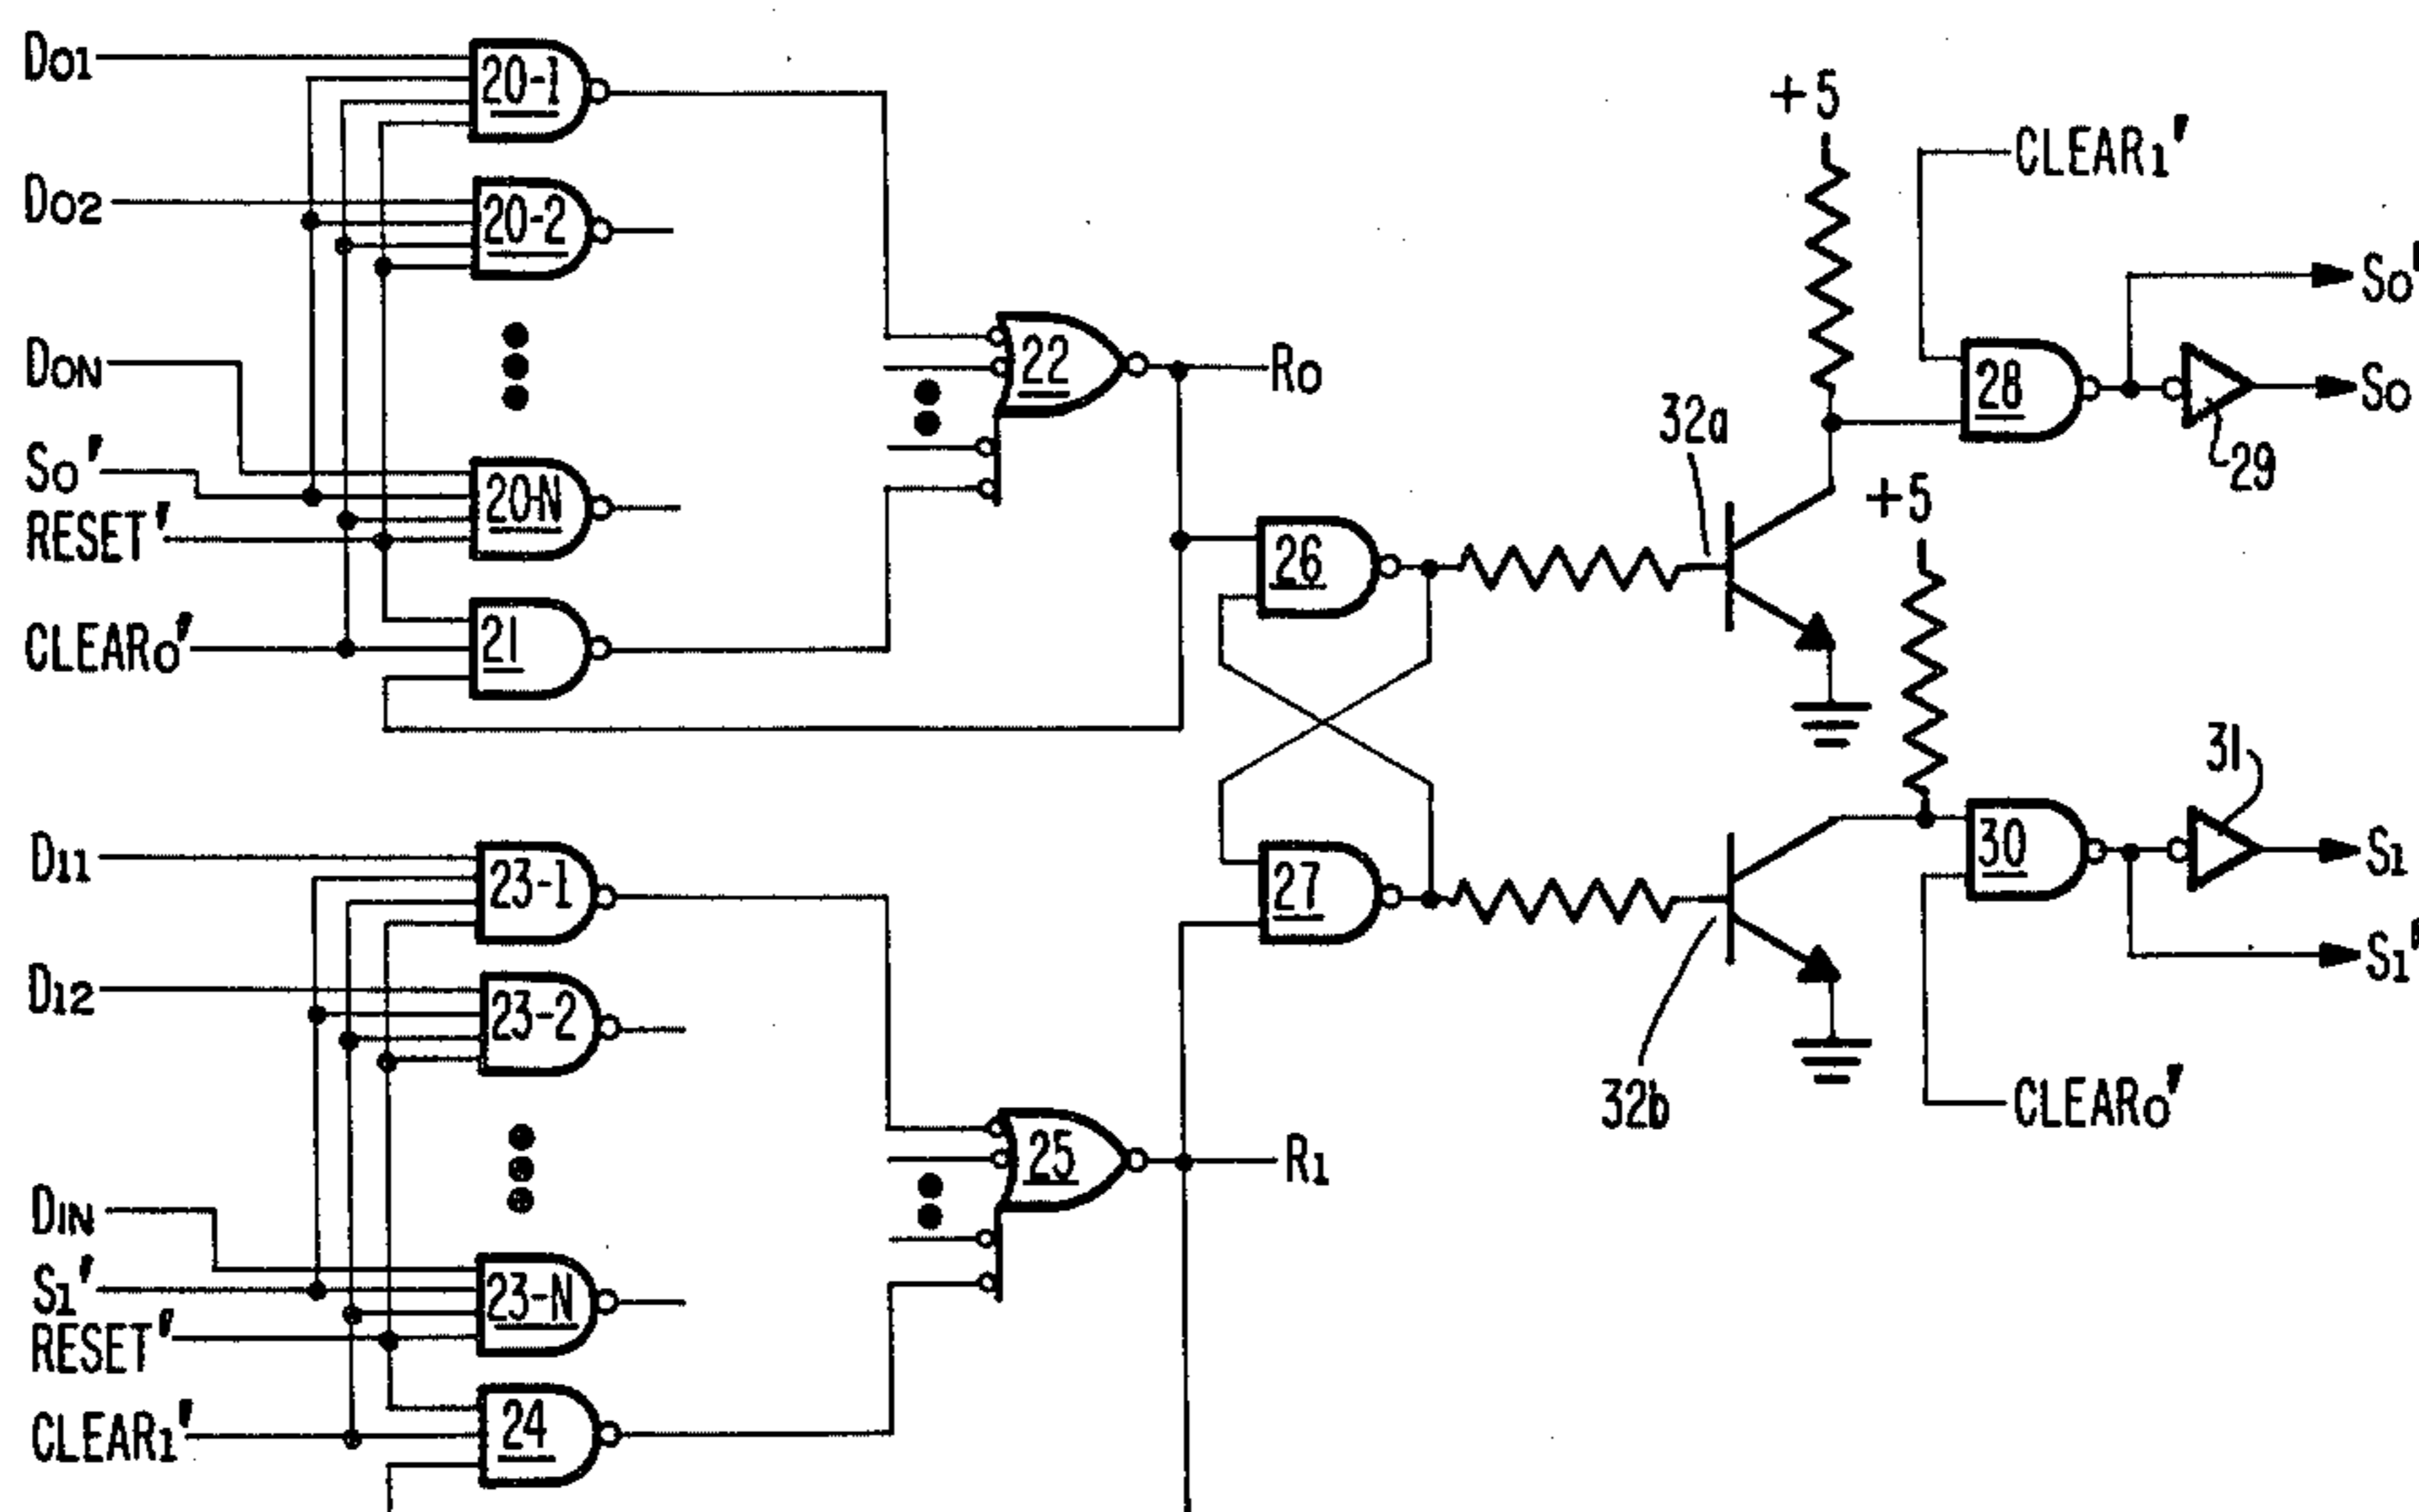 D01
20-1
+5
CLEAR1'
D02
20-2
S0'
D0N
22
R0
28
S0
32a
29
S0'
20-N
+5
RESET'
26
CLEAR0'
21
31
D11
23-1
27
30
S1
D12
23-2
S1'
32b
CLEAR0'
25
R1
D1N
S1'
23-N
RESET'
CLEAR1'
24